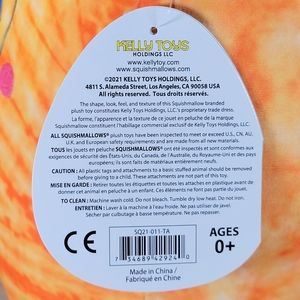 KELLY TOYS
HOLDINGS LLC
www.kellytoy.com
www.squishmallows.com
©2021 KELLY TOYS HOLDINGS, LLC.
4811 S. Alameda Street, Los Angeles, CA 90058 USA
All rights reserved. / Tous droits réservés.
The shape, look, feel, and texture of this Squishmallow branded
plush toy constitutes Kelly Toys Holdings, LLC's proprietary trade dress.
La forme, l'apparence et la texture de ce jouet en peluche de la marque
Squishmallow constituent l'habillage commercial exclusif de Kelly Toys Holdings, LLC.
ALL SQUISHMALLOWS® plush toys have been inspected to meet or exceed U.S., CN, AU,
U.K. and European safety requirements and are made from all new materials.
TOUS les jouets en peluche SQUISHMALLOWS® ont été inspectés et sont conformes aux
exigences de sécurité des États-Unis, du Canada, de l'Australie, du Royaume-Uni et des pays
européens; ils sont entièrement fabriqués avec des matériaux neufs.
CAUTION: All plastic tags and attachments to a basic stuffed animal should be
removed before giving to a child. These attachments are not part of the toy.
MISE EN GARDE: Retirer toutes les étiquettes et toutes les attaches en plastique avant de
donner cet animal en peluche à un enfant. Ces éléments ne font pas partie du jouet.
TO CLEAN: Machine wash cold. Do not bleach. Tumble dry low heat. Do not iron.
ENTRETIEN: Laver à la machine à l'eau froid. Ne pas utiliser d'eau de Javel.
Sécher par culbutage à basse température. Ne pas repasser.
CE
SQ21-011-TA
7 34689 42924 0
AGES
0+
Made in China /
Fabriqué en Chine